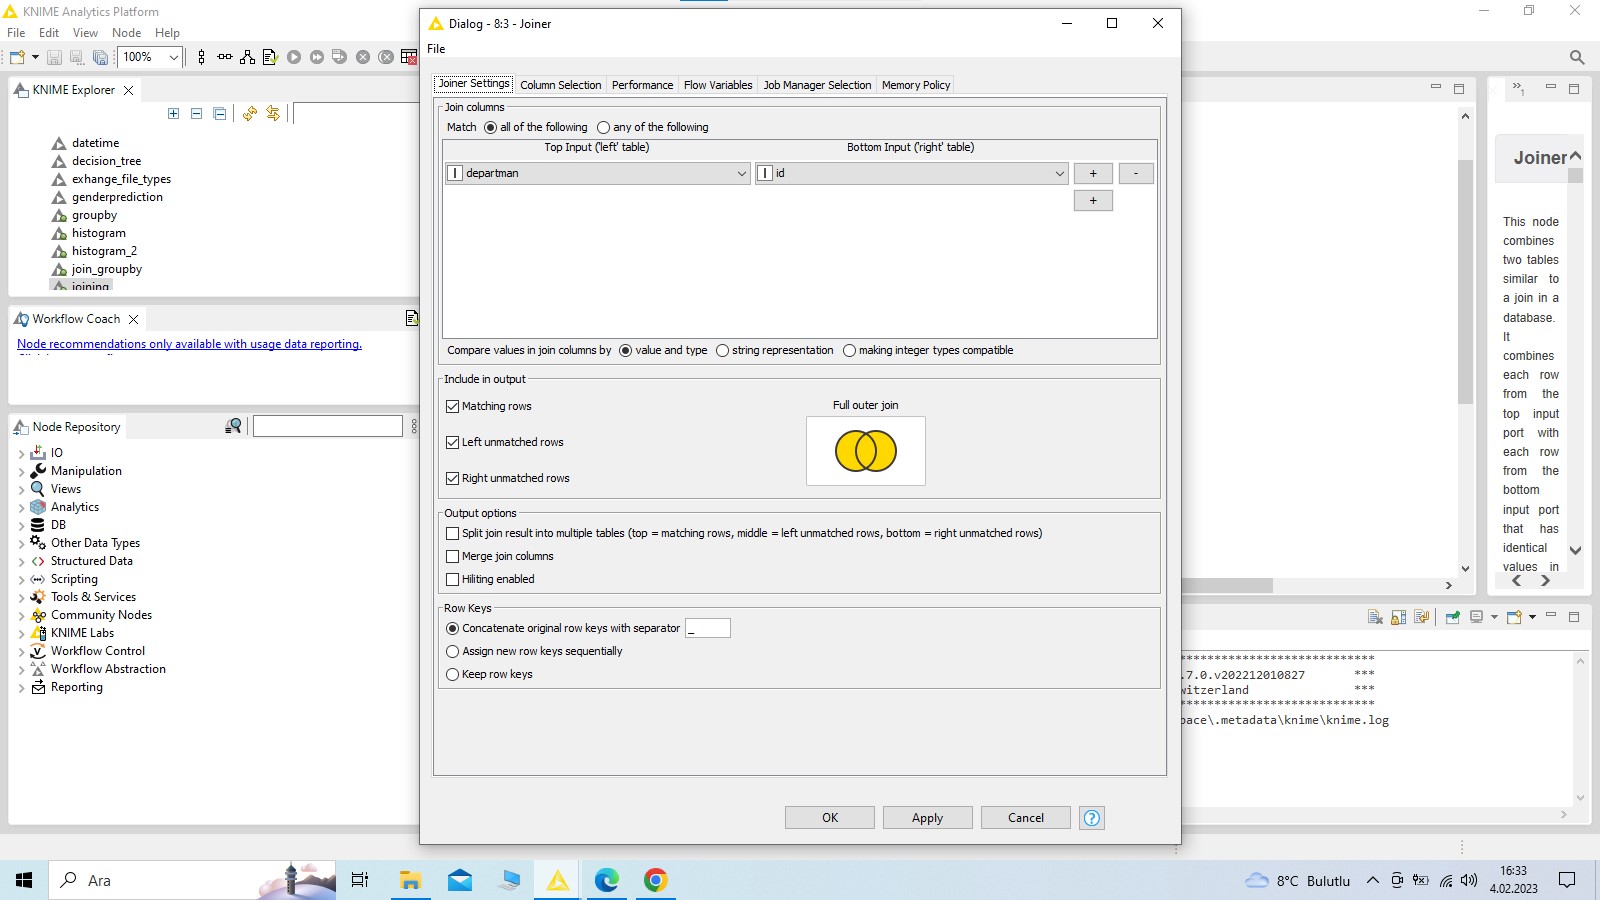 KNIME Analytics Platform
File Edit View Node Help
100%
KNIME Explorer
datetime
decision_tree
exhange_file_types
genderprediction
groupby
histogram
histogram_2
join_groupby
joining
Workflow Coach
Node recommendations only available with usage data reporting.
Node Repository
IO
Manipulation
Views
Analytics
DB
Other Data Types
Structured Data
Scripting
Tools & Services
Community Nodes
KNIME Labs
Workflow Control
Workflow Abstraction
Reporting
Dialog - 8:3 - Joiner
File
Joiner Settings Column Selection Performance Flow Variables Job Manager Selection Memory Policy
Join columns
Match all of the following any of the following
Top Input ('left' table) Bottom Input ('right' table)
I departman I id + -
+
Compare values in join columns by value and type string representation making integer types compatible
Include in output
Matching rows
Left unmatched rows
Right unmatched rows
Full outer join
Output options
Split join result into multiple tables (top = matching rows, middle = left unmatched rows, bottom = right unmatched rows)
Merge join columns
Hiliting enabled
Row Keys
Concatenate original row keys with separator _
Assign new row keys sequentially
Keep row keys
OK Apply Cancel ?
»1
Joiner
This node
combines
two tables
similar to
a join in a
database.
It
combines
each row
from the
top input
port with
each row
from the
bottom
input port
that has
identical
values in
****************************
.7.0.v202212010827 ***
witzerland ***
****************************
pace\.metadata\knime\knime.log
Ara
8°C Bulutlu
16:33
4.02.2023